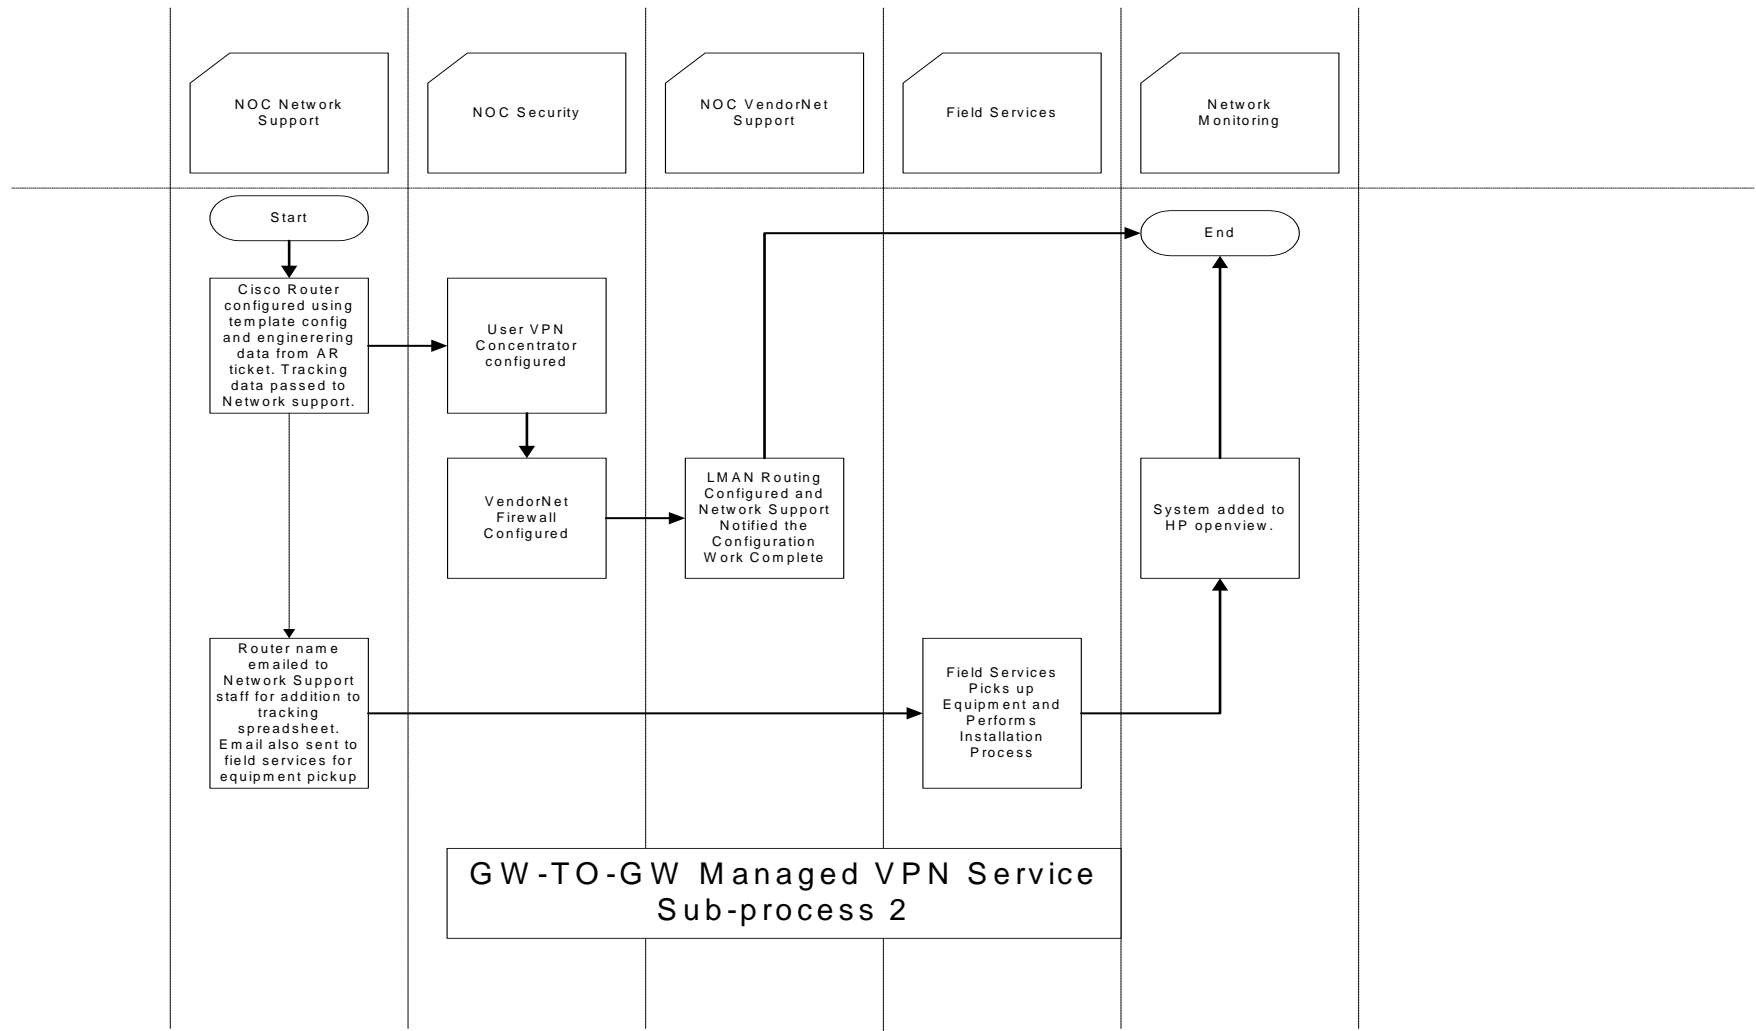 NOC Network
Support
NOC Security
NOC VendorNet
Support
Field Services
Network
Monitoring
Start
End
Cisco Router
configured using
template config
and enginerering
data from AR
ticket. Tracking
data passed to
Network support.
User VPN
Concentrator
configured
VendorNet
Firewall
Configured
LMAN Routing
Configured and
Network Support
Notified the
Configuration
Work Complete
System added to
HP openview.
Router name
emailed to
Network Support
staff for addition to
tracking
spreadsheet.
Email also sent to
field services for
equipment pickup
Field Services
Picks up
Equipment and
Performs
Installation
Process
GW-TO-GW Managed VPN Service
Sub-process 2